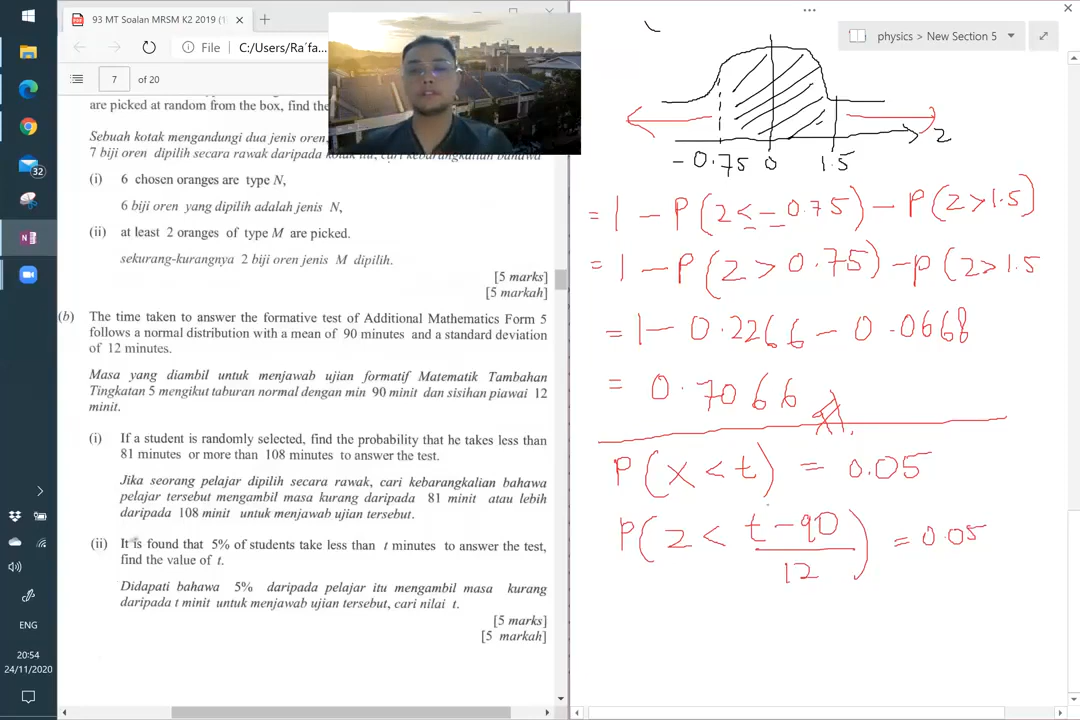 93 MT Soalan MRSM K2 2019 (1
File
C:/Users/Ra'fa...
7 of 20
physics > New Section 5
are picked at random from the box, find the
Sebuah kotak mengandungi dua jenis oren.
7 biji oren dipilih secara rawak daripada kotak itu, cari kebarangkalian bahawa
(i) 6 chosen oranges are type N,
6 biji oren yang dipilih adalah jenis N,
(ii) at least 2 oranges of type M are picked.
sekurang-kurangnya 2 biji oren jenis M dipilih.
[5 marks]
[5 markah]
(b) The time taken to answer the formative test of Additional Mathematics Form 5
follows a normal distribution with a mean of 90 minutes and a standard deviation
of 12 minutes.
Masa yang diambil untuk menjawab ujian formatif Matematik Tambahan
Tingkatan 5 mengikut taburan normal dengan min 90 minit dan sisihan piawai 12
minit.
(i) If a student is randomly selected, find the probability that he takes less than
81 minutes or more than 108 minutes to answer the test.
Jika seorang pelajar dipilih secara rawak, cari kebarangkalian bahawa
pelajar tersebut mengambil masa kurang daripada 81 minit atau lebih
daripada 108 minit untuk menjawab ujian tersebut.
(ii) It is found that 5% of students take less than t minutes to answer the test,
find the value of t.
Didapati bahawa 5% daripada pelajar itu mengambil masa kurang
daripada t minit untuk menjawab ujian tersebut, cari nilai t.
[5 marks]
[5 markah]
z
-0.75 0 1.5
= 1 - P(z ≤ -0.75) - P(z > 1.5)
= 1 - P(z > 0.75) - P(z > 1.5
= 1 - 0.2266 - 0.0668
= 0.7066
P(x < t) = 0.05
P(z < t - 90 / 12) = 0.05
32
ENG
20:54
24/11/2020